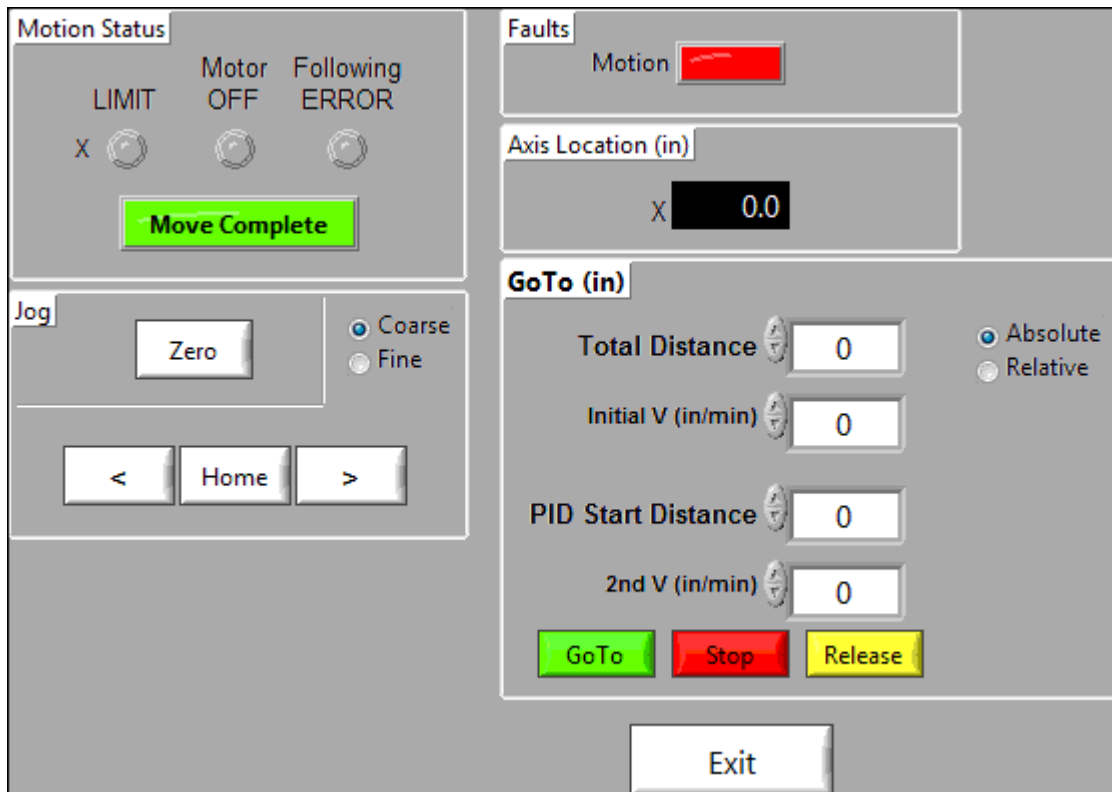 Motion Status
LIMIT
Motor OFF
Following ERROR
X
Move Complete
Faults
Motion
Axis Location (in)
X 0.0
Jog
Zero
Coarse
Fine
< Home >
GoTo (in)
Total Distance 0
Absolute
Relative
Initial V (in/min) 0
PID Start Distance 0
2nd V (in/min) 0
GoTo Stop Release
Exit